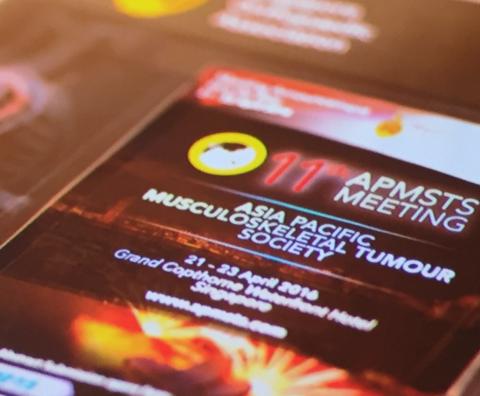 11th APMSTS
MEETING
ASIA PACIFIC
MUSCULOSKELETAL TUMOUR
SOCIETY
21 - 23 April 2016
Grand Copthorne Waterfront Hotel
Singapore
www.apmsts.com